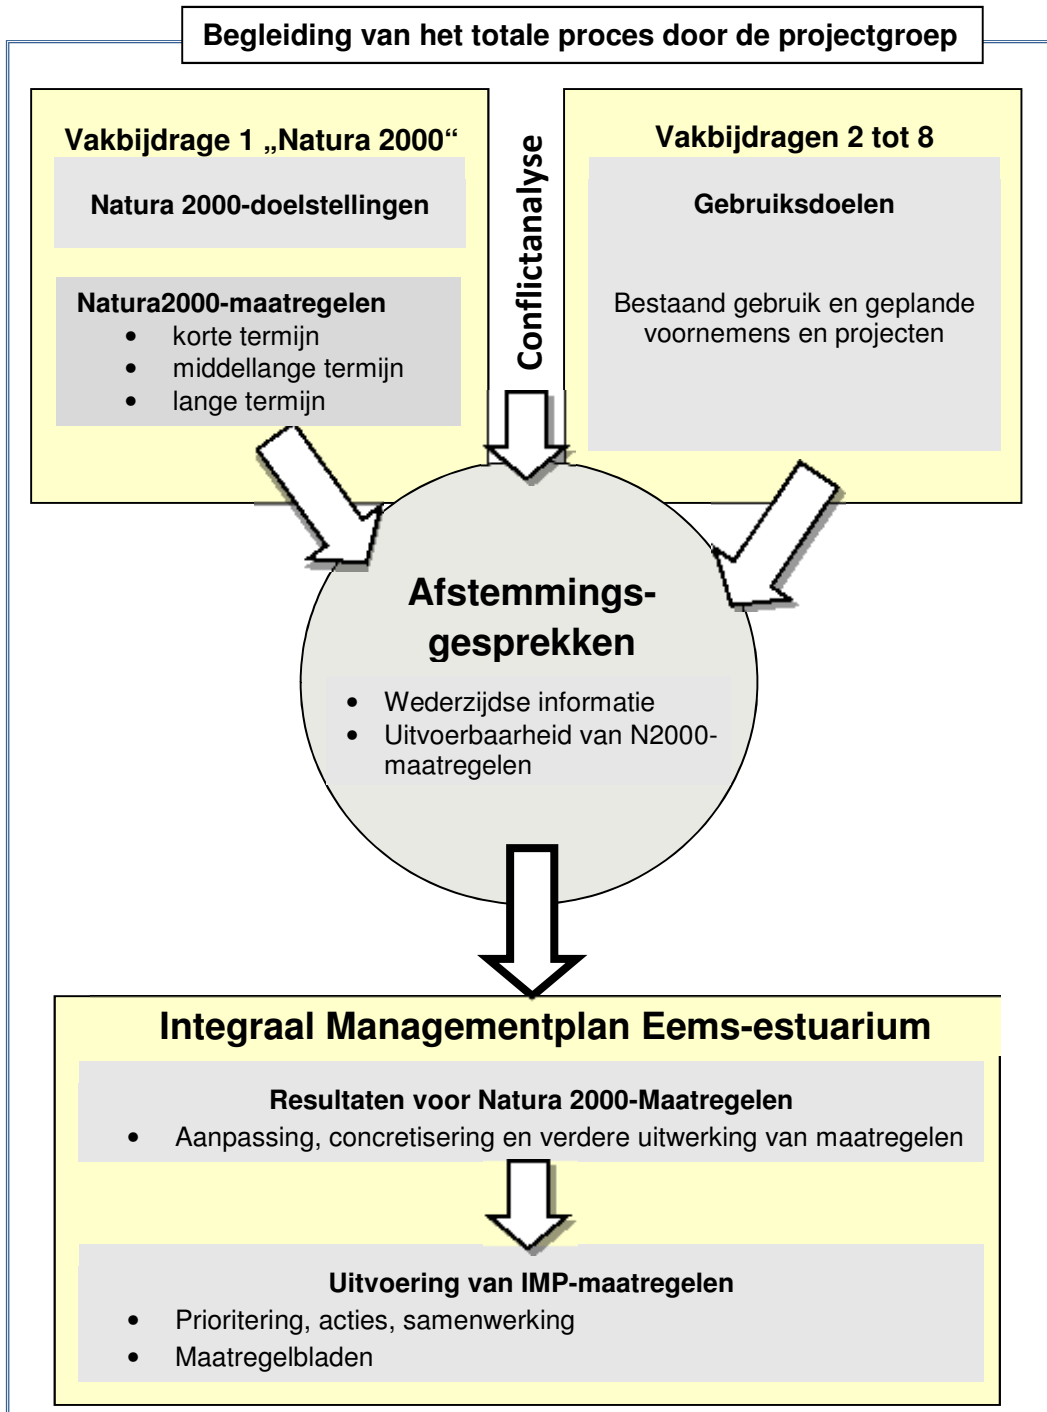 Begleiding van het totale proces door de projectgroep
Vakbijdrage 1 „Natura 2000“
Natura 2000-doelstellingen
Natura2000-maatregelen
• korte termijn
• middellange termijn
• lange termijn
Conflictanalyse
Vakbijdragen 2 tot 8
Gebruiksdoelen
Bestaand gebruik en geplande
voornemens en projecten
Afstemmings-
gesprekken
• Wederzijdse informatie
• Uitvoerbaarheid van N2000-
maatregelen
Integraal Managementplan Eems-estuarium
Resultaten voor Natura 2000-Maatregelen
• Aanpassing, concretisering en verdere uitwerking van maatregelen
Uitvoering van IMP-maatregelen
• Prioritering, acties, samenwerking
• Maatregelbladen